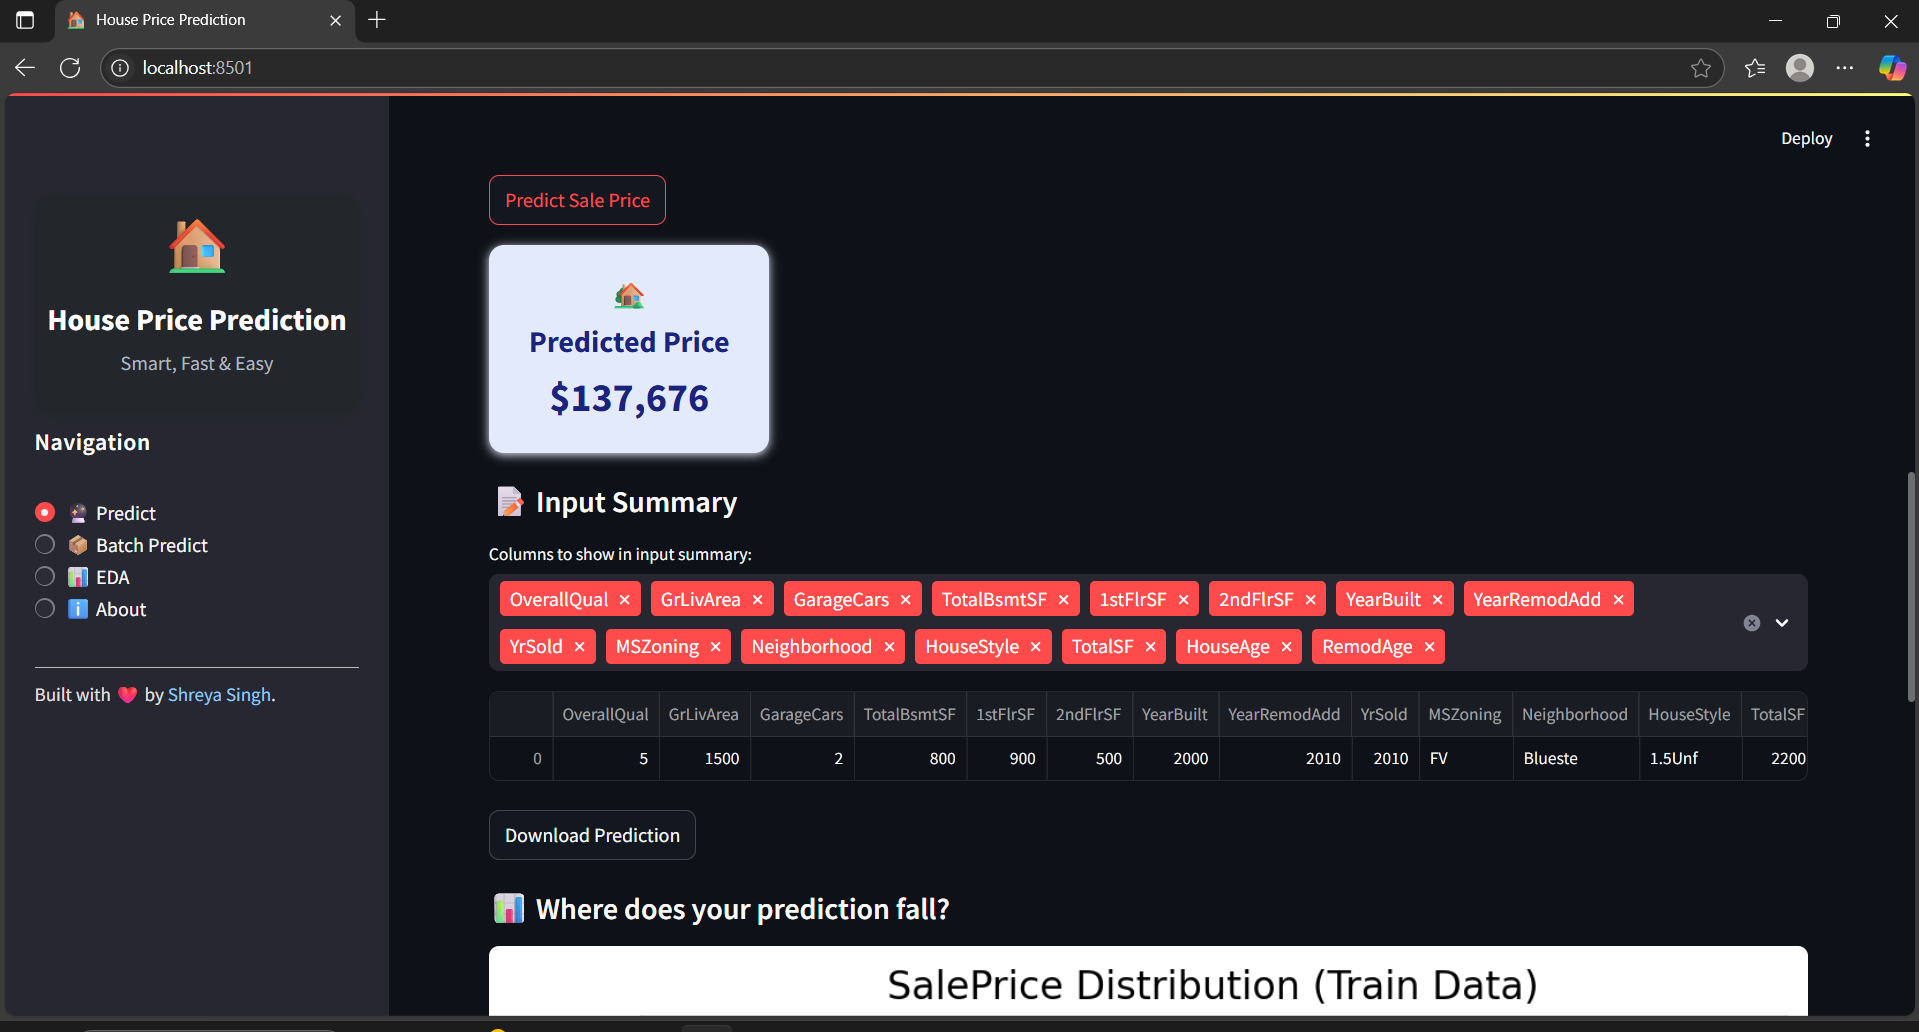 House Price Prediction
localhost:8501
Deploy
House Price Prediction
Smart, Fast & Easy
Navigation
Predict
Batch Predict
EDA
About
Built with by Shreya Singh.
Predict Sale Price
Predicted Price
$137,676
Input Summary
Columns to show in input summary:
OverallQual GrLivArea GarageCars TotalBsmtSF 1stFlrSF 2ndFlrSF YearBuilt YearRemodAdd
YrSold MSZoning Neighborhood HouseStyle TotalSF HouseAge RemodAge
OverallQual GrLivArea GarageCars TotalBsmtSF 1stFlrSF 2ndFlrSF YearBuilt YearRemodAdd YrSold MSZoning Neighborhood HouseStyle TotalSF
0 5 1500 2 800 900 500 2000 2010 2010 FV Blueste 1.5Unf 2200
Download Prediction
Where does your prediction fall?
SalePrice Distribution (Train Data)